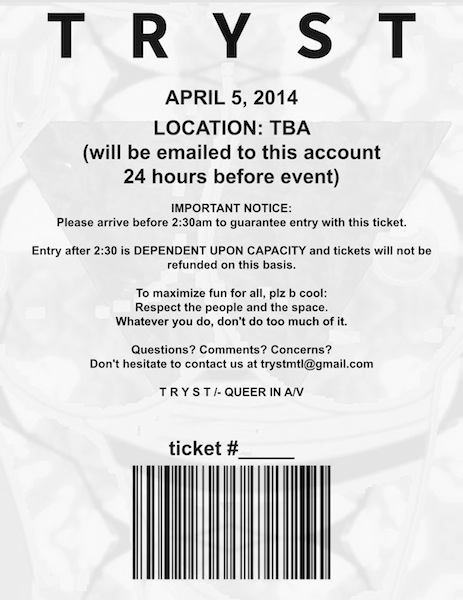 T R Y S T
APRIL 5, 2014
LOCATION: TBA
(will be emailed to this account
24 hours before event)
IMPORTANT NOTICE:
Please arrive before 2:30am to guarantee entry with this ticket.
Entry after 2:30 is DEPENDENT UPON CAPACITY and tickets will not be
refunded on this basis.
To maximize fun for all, plz b cool:
Respect the people and the space.
Whatever you do, don't do too much of it.
Questions? Comments? Concerns?
Don't hesitate to contact us at trystmtl@gmail.com
T R Y S T /- QUEER IN A/V
ticket #_____